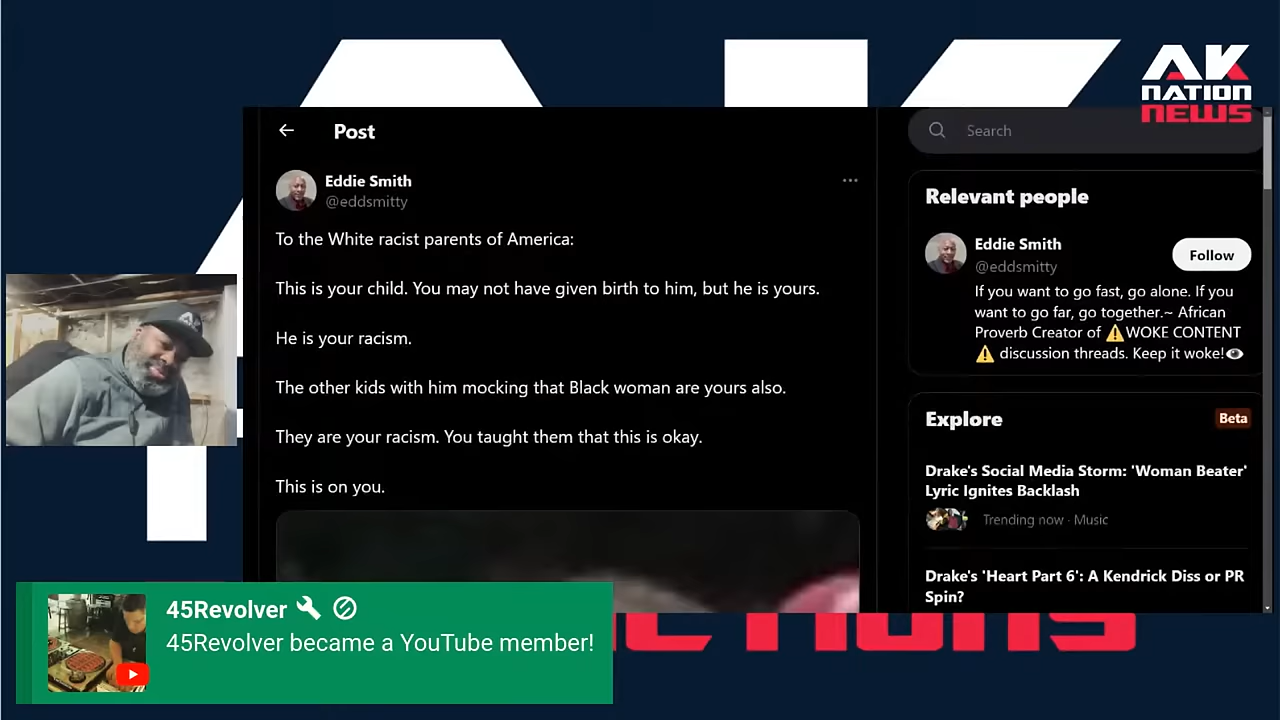 AK
NATION
NEWS
Post
Search
Eddie Smith
@eddsmitty
To the White racist parents of America:
This is your child. You may not have given birth to him, but he is yours.
He is your racism.
The other kids with him mocking that Black woman are yours also.
They are your racism. You taught them that this is okay.
This is on you.
Relevant people
Eddie Smith
@eddsmitty
Follow
If you want to go fast, go alone. If you
want to go far, go together.~ African
Proverb Creator of ⚠️WOKE CONTENT
⚠️ discussion threads. Keep it woke!👁
Explore
Beta
Drake's Social Media Storm: 'Woman Beater'
Lyric Ignites Backlash
Trending now · Music
Drake's 'Heart Part 6': A Kendrick Diss or PR
Spin?
45Revolver
45Revolver became a YouTube member!